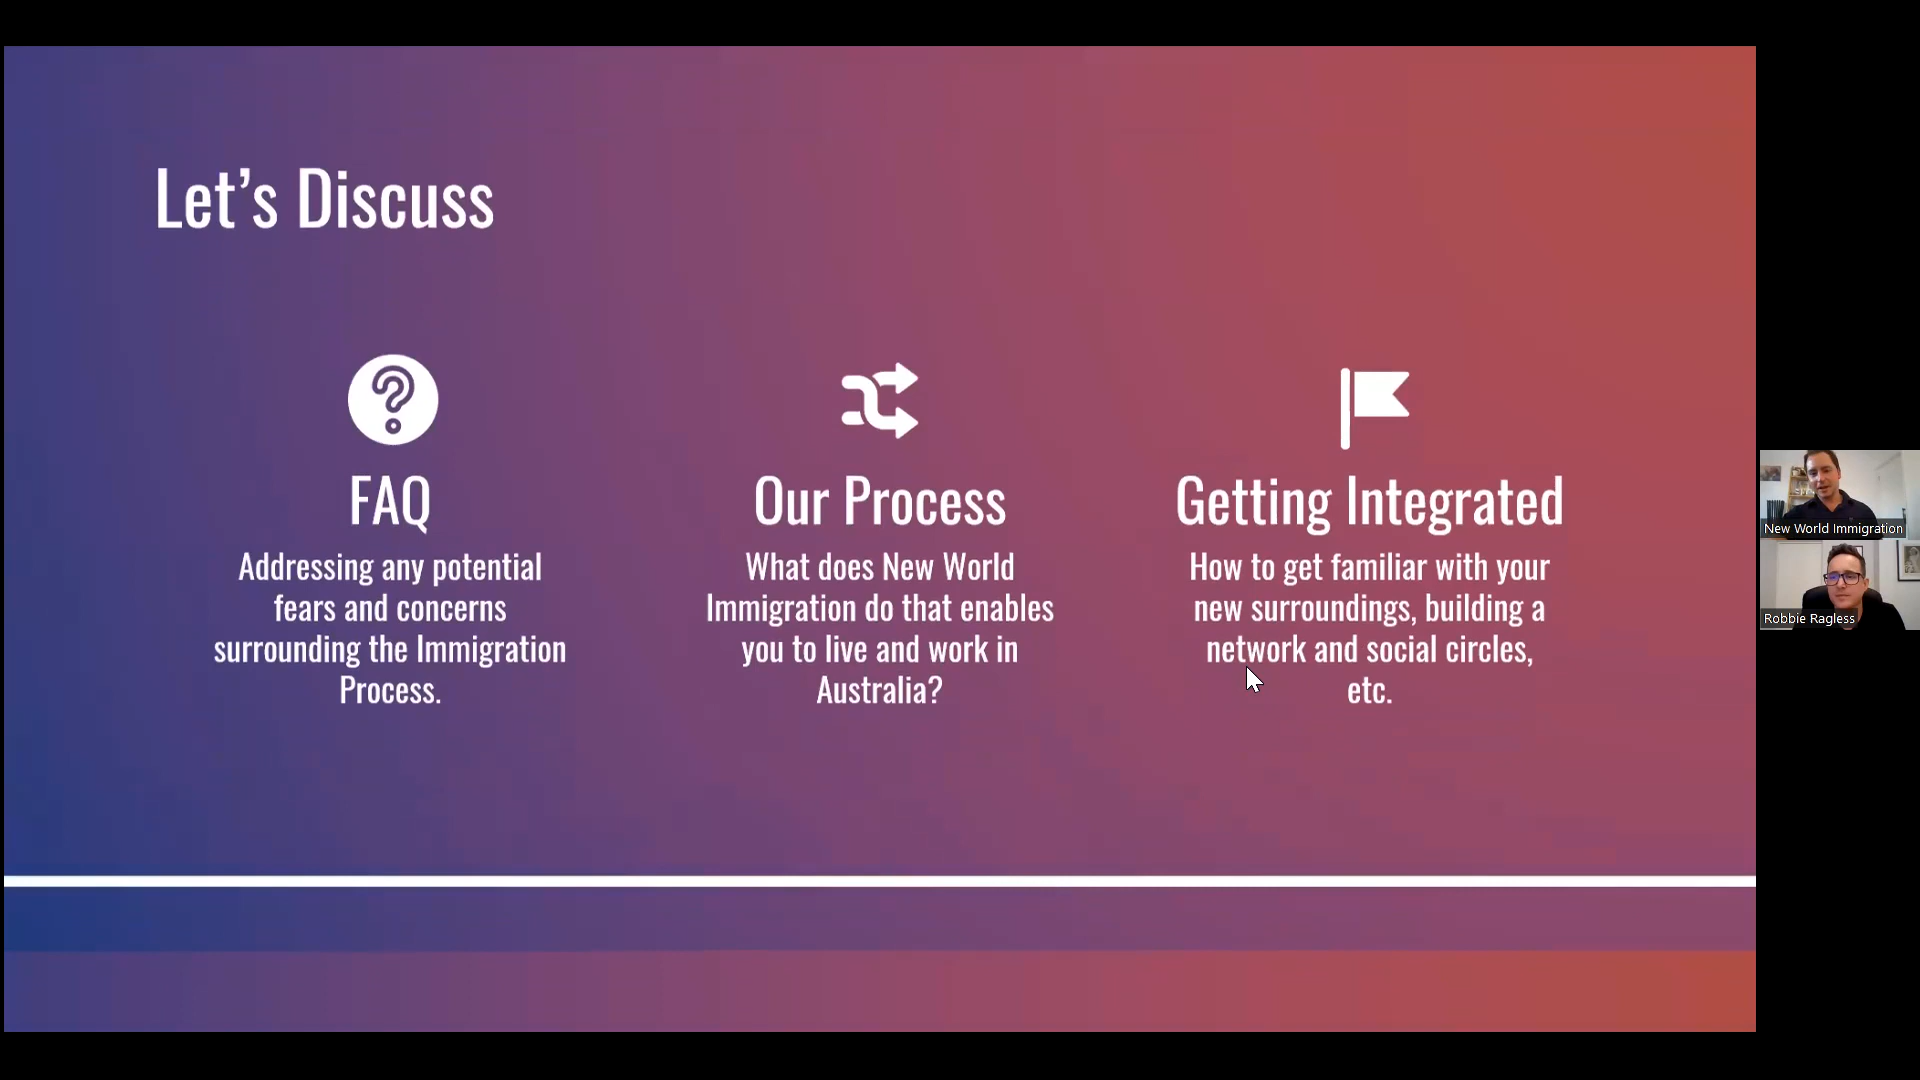 Let’s Discuss
FAQ
Addressing any potential
fears and concerns
surrounding the Immigration
Process.
Our Process
What does New World
Immigration do that enables
you to live and work in
Australia?
Getting Integrated
How to get familiar with your
new surroundings, building a
network and social circles,
etc.
New World Immigration
Robbie Ragless